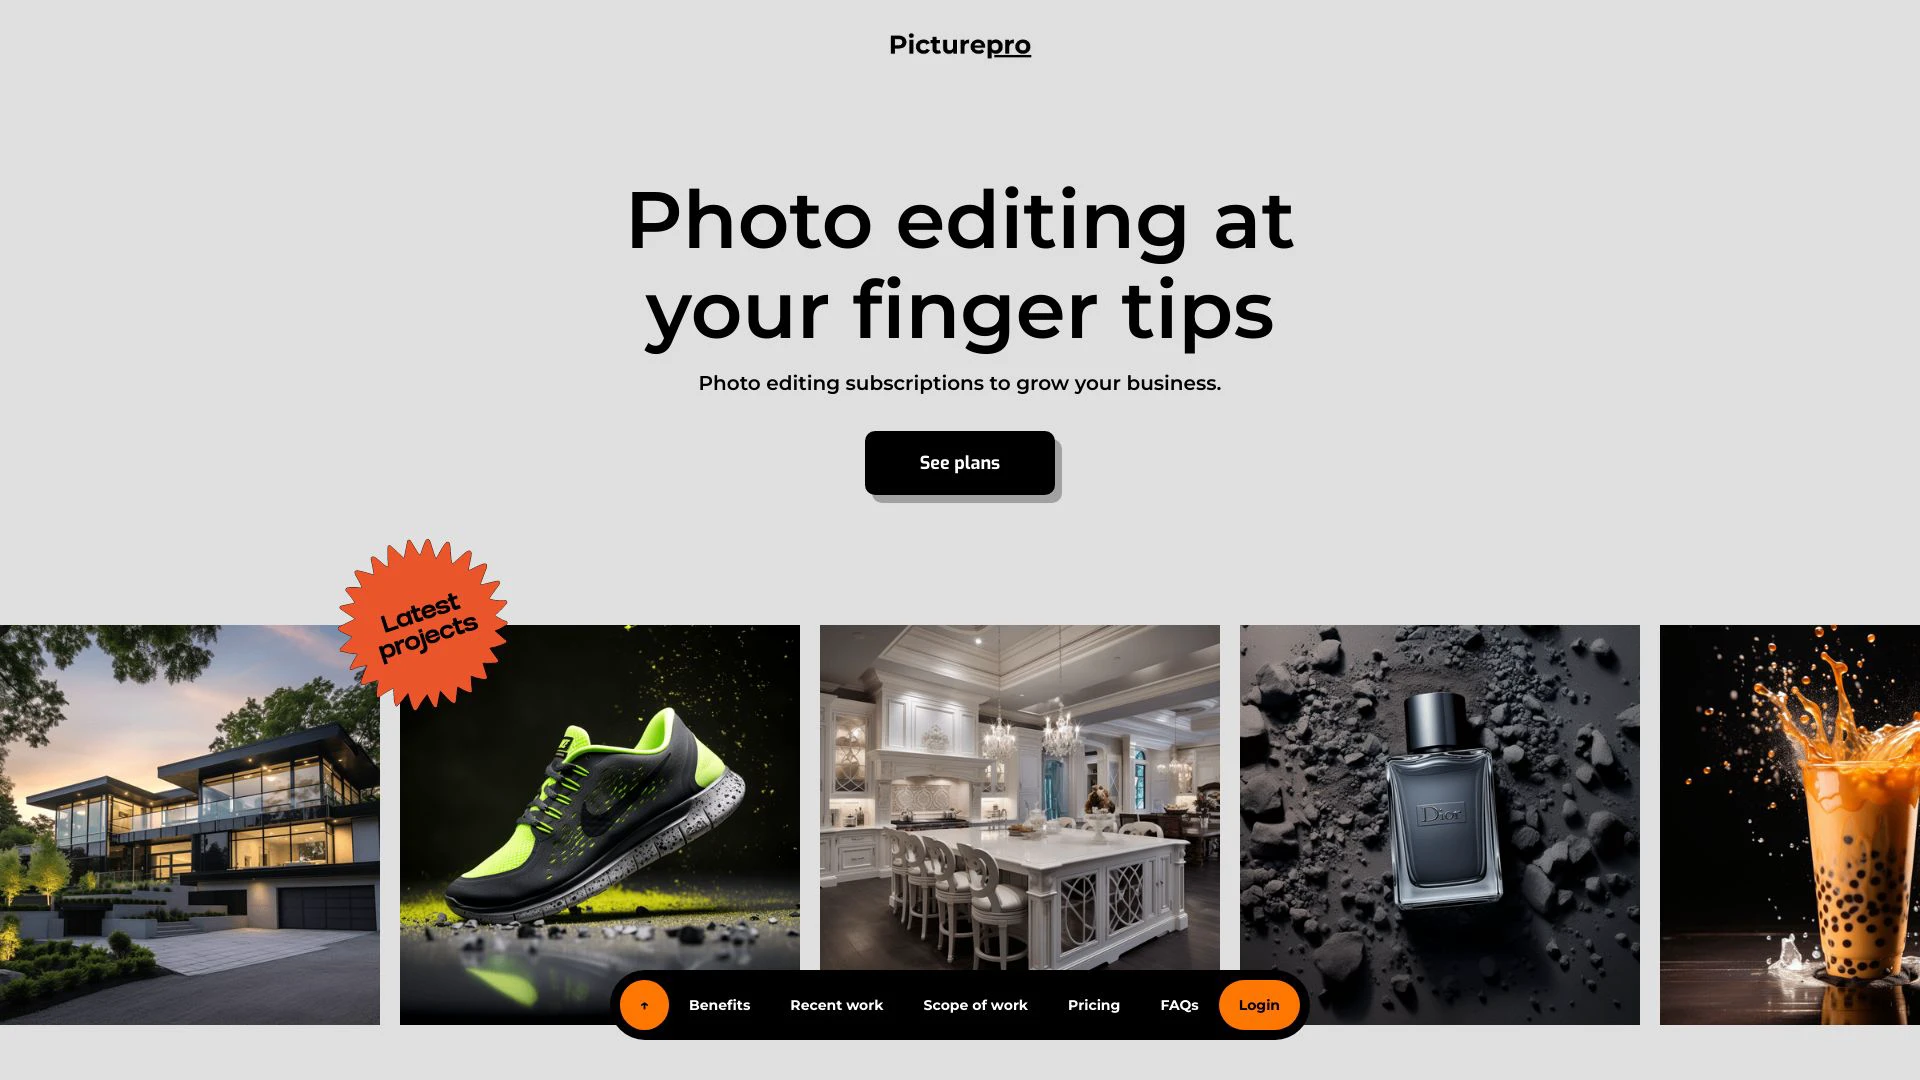 Picturepro
Photo editing at
your finger tips
Photo editing subscriptions to grow your business.
See plans
Latest
projects
Dior
↑ Benefits Recent work Scope of work Pricing FAQs Login